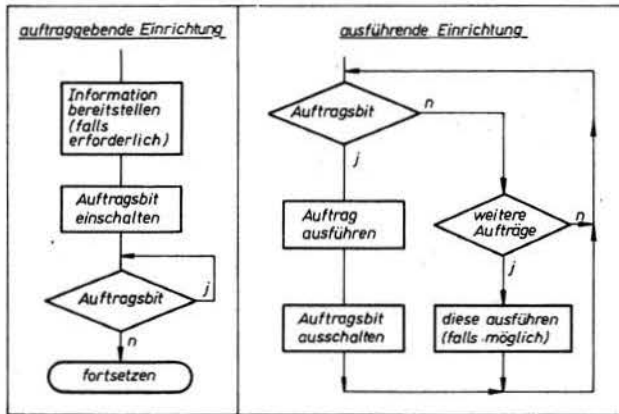 auftraggebende Einrichtung
Information
bereitstellen
(falls
erforderlich)
Auftragsbit
einschalten
Auftragsbit
j
n
fortsetzen
ausführende Einrichtung
Auftragsbit
n
j
Auftrag
ausführen
Auftragsbit
ausschalten
weitere
Aufträge
n
j
diese ausführen
(falls möglich)